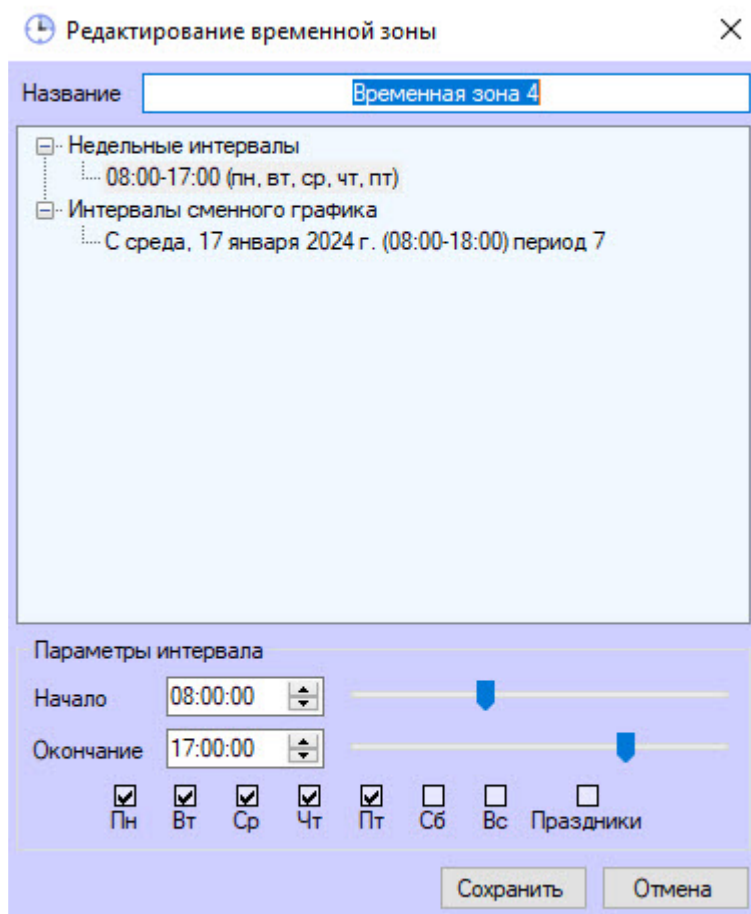 Редактирование временной зоны
Название Временная зона 4
Недельные интервалы
08:00-17:00 (пн, вт, ср, чт, пт)
Интервалы сменного графика
С среда, 17 января 2024 г. (08:00-18:00) период 7
Параметры интервала
Начало 08:00:00
Окончание 17:00:00
Пн Вт Ср Чт Пт Сб Вс Праздники
Сохранить Отмена